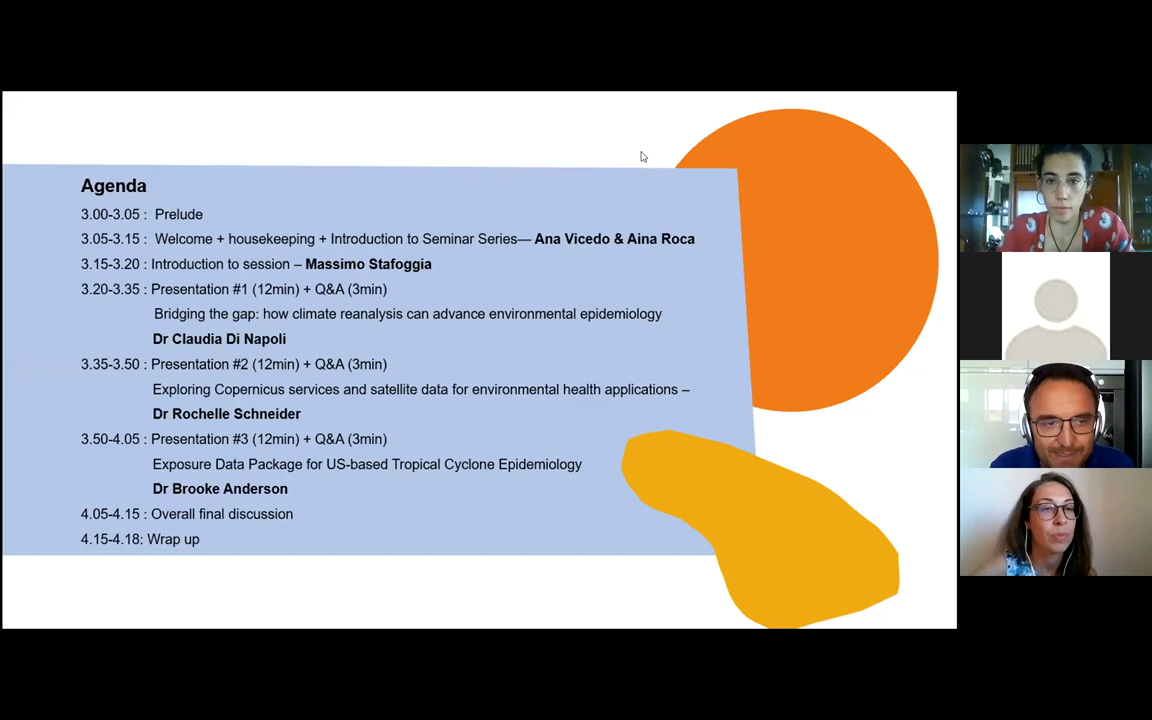 Agenda
3.00-3.05 : Prelude
3.05-3.15 : Welcome + housekeeping + Introduction to Seminar Series— Ana Vicedo & Aina Roca
3.15-3.20 : Introduction to session – Massimo Stafoggia
3.20-3.35 : Presentation #1 (12min) + Q&A (3min)
Bridging the gap: how climate reanalysis can advance environmental epidemiology
Dr Claudia Di Napoli
3.35-3.50 : Presentation #2 (12min) + Q&A (3min)
Exploring Copernicus services and satellite data for environmental health applications –
Dr Rochelle Schneider
3.50-4.05 : Presentation #3 (12min) + Q&A (3min)
Exposure Data Package for US-based Tropical Cyclone Epidemiology
Dr Brooke Anderson
4.05-4.15 : Overall final discussion
4.15-4.18: Wrap up